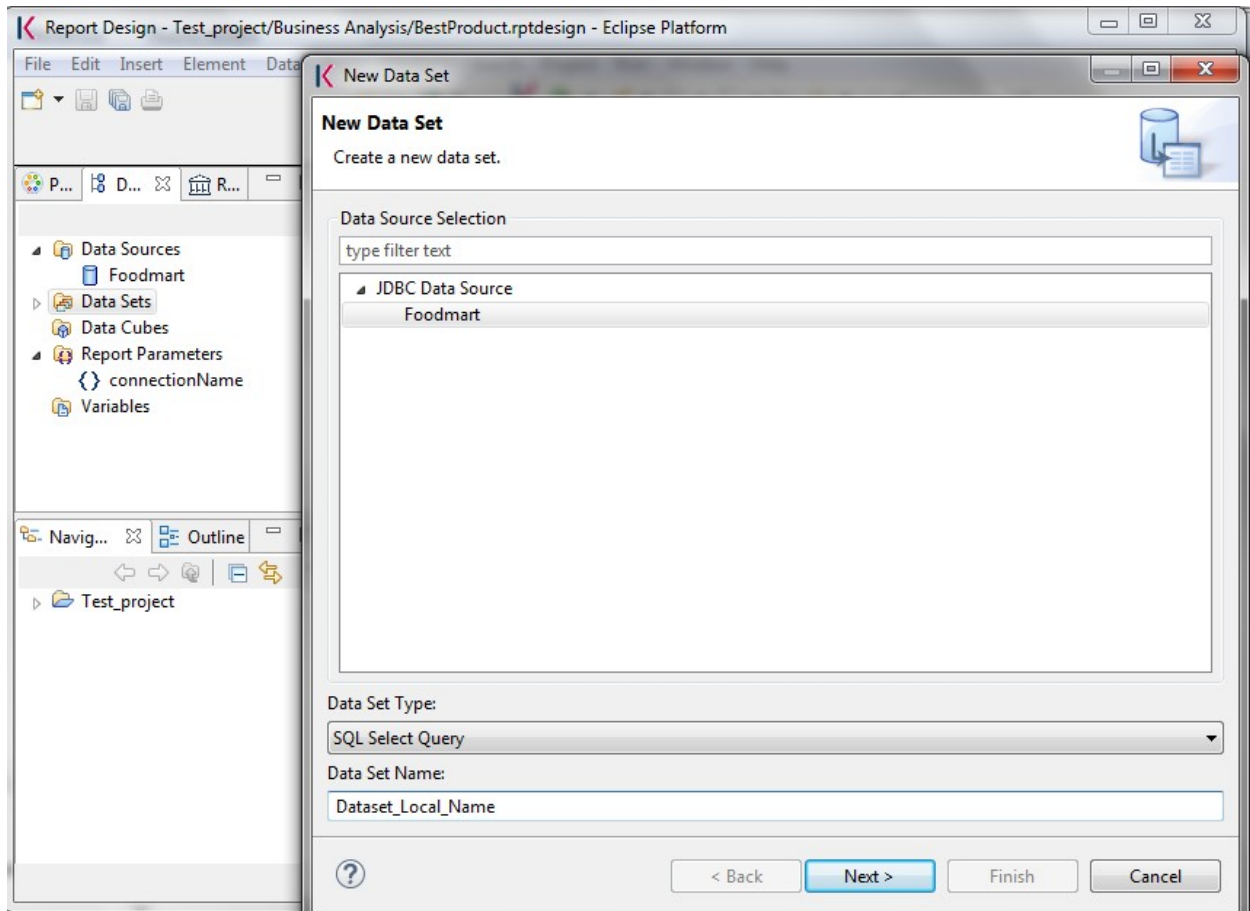 Report Design - Test_project/Business Analysis/BestProduct.rptdesign - Eclipse Platform
File Edit Insert Element Data
New Data Set
New Data Set
Create a new data set.
P... D... R...
Data Source Selection
type filter text
Data Sources
Foodmart
Data Sets
Data Cubes
Report Parameters
connectionName
Variables
JDBC Data Source
Foodmart
Navig... Outline
Test_project
Data Set Type:
SQL Select Query
Data Set Name:
Dataset_Local_Name
< Back Next > Finish Cancel